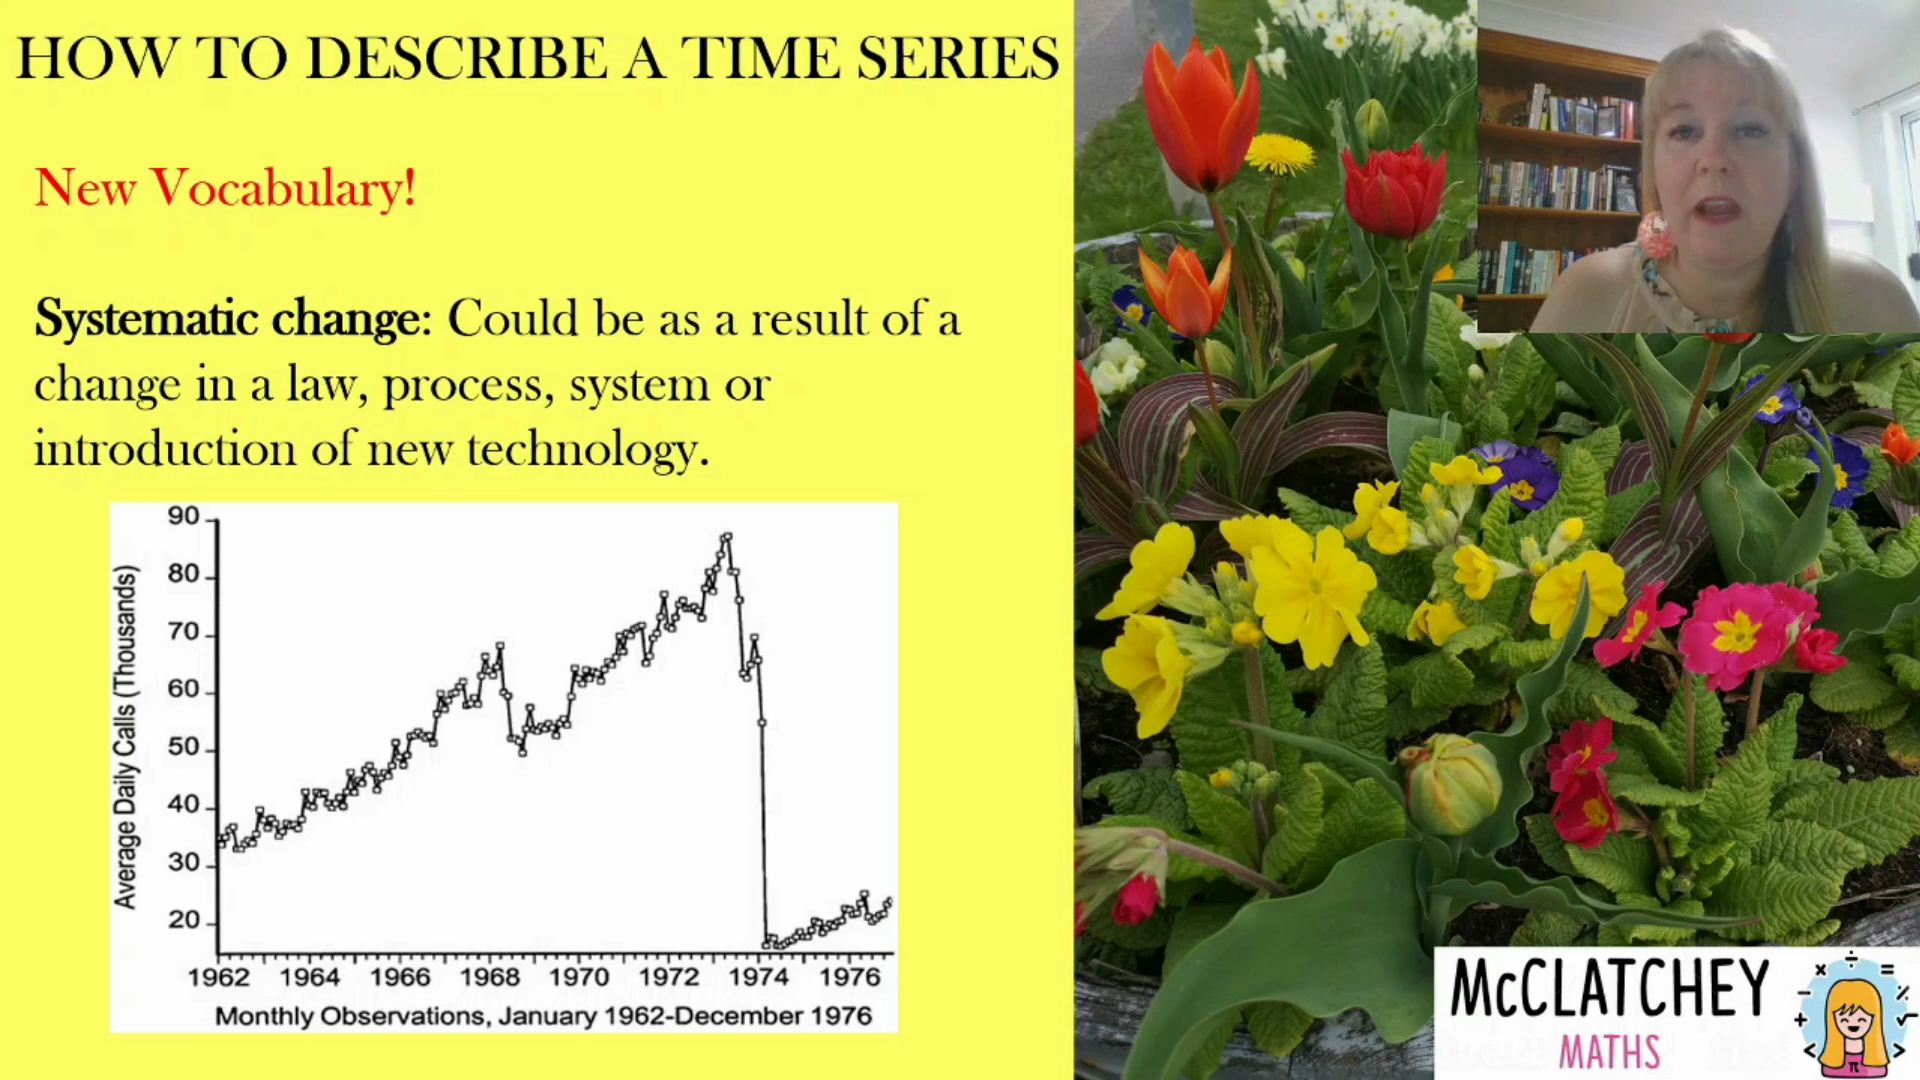 HOW TO DESCRIBE A TIME SERIES
New Vocabulary!
Systematic change: Could be as a result of a
change in a law, process, system or
introduction of new technology.
90
80
70
60
50
40
30
20
Average Daily Calls (Thousands)
1962 1964 1966 1968 1970 1972 1974 1976
Monthly Observations, January 1962-December 1976
McCLATCHEY
MATHS